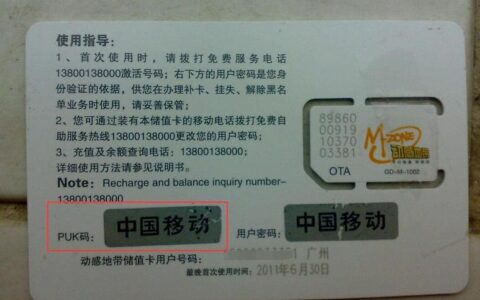 使用指导：
1、首次使用时，请拨打免费服务电话
13800138000激活号码；右下方的用户密码是您身
份验证的依据，供您在办理补卡、挂失、解除黑名
单业务时使用，请妥善保管；
2、您可通过装有本储值卡的移动电话拨打免费自
助服务热线13800138000更改您的用户密码；
3、充值及余额查询电话：13800138000；
详细使用方法请参见说明书。
Note：Recharge and balance inquiry number–
13800138000
89860
00919
10370
03381
M-ZONE
动感地带
OTA
GD-M-1002
PUK码：
中国移动
用户密码：
中国移动
动感地带储值卡用户号码：
广州
最晚首次使用时间：2011年6月30日